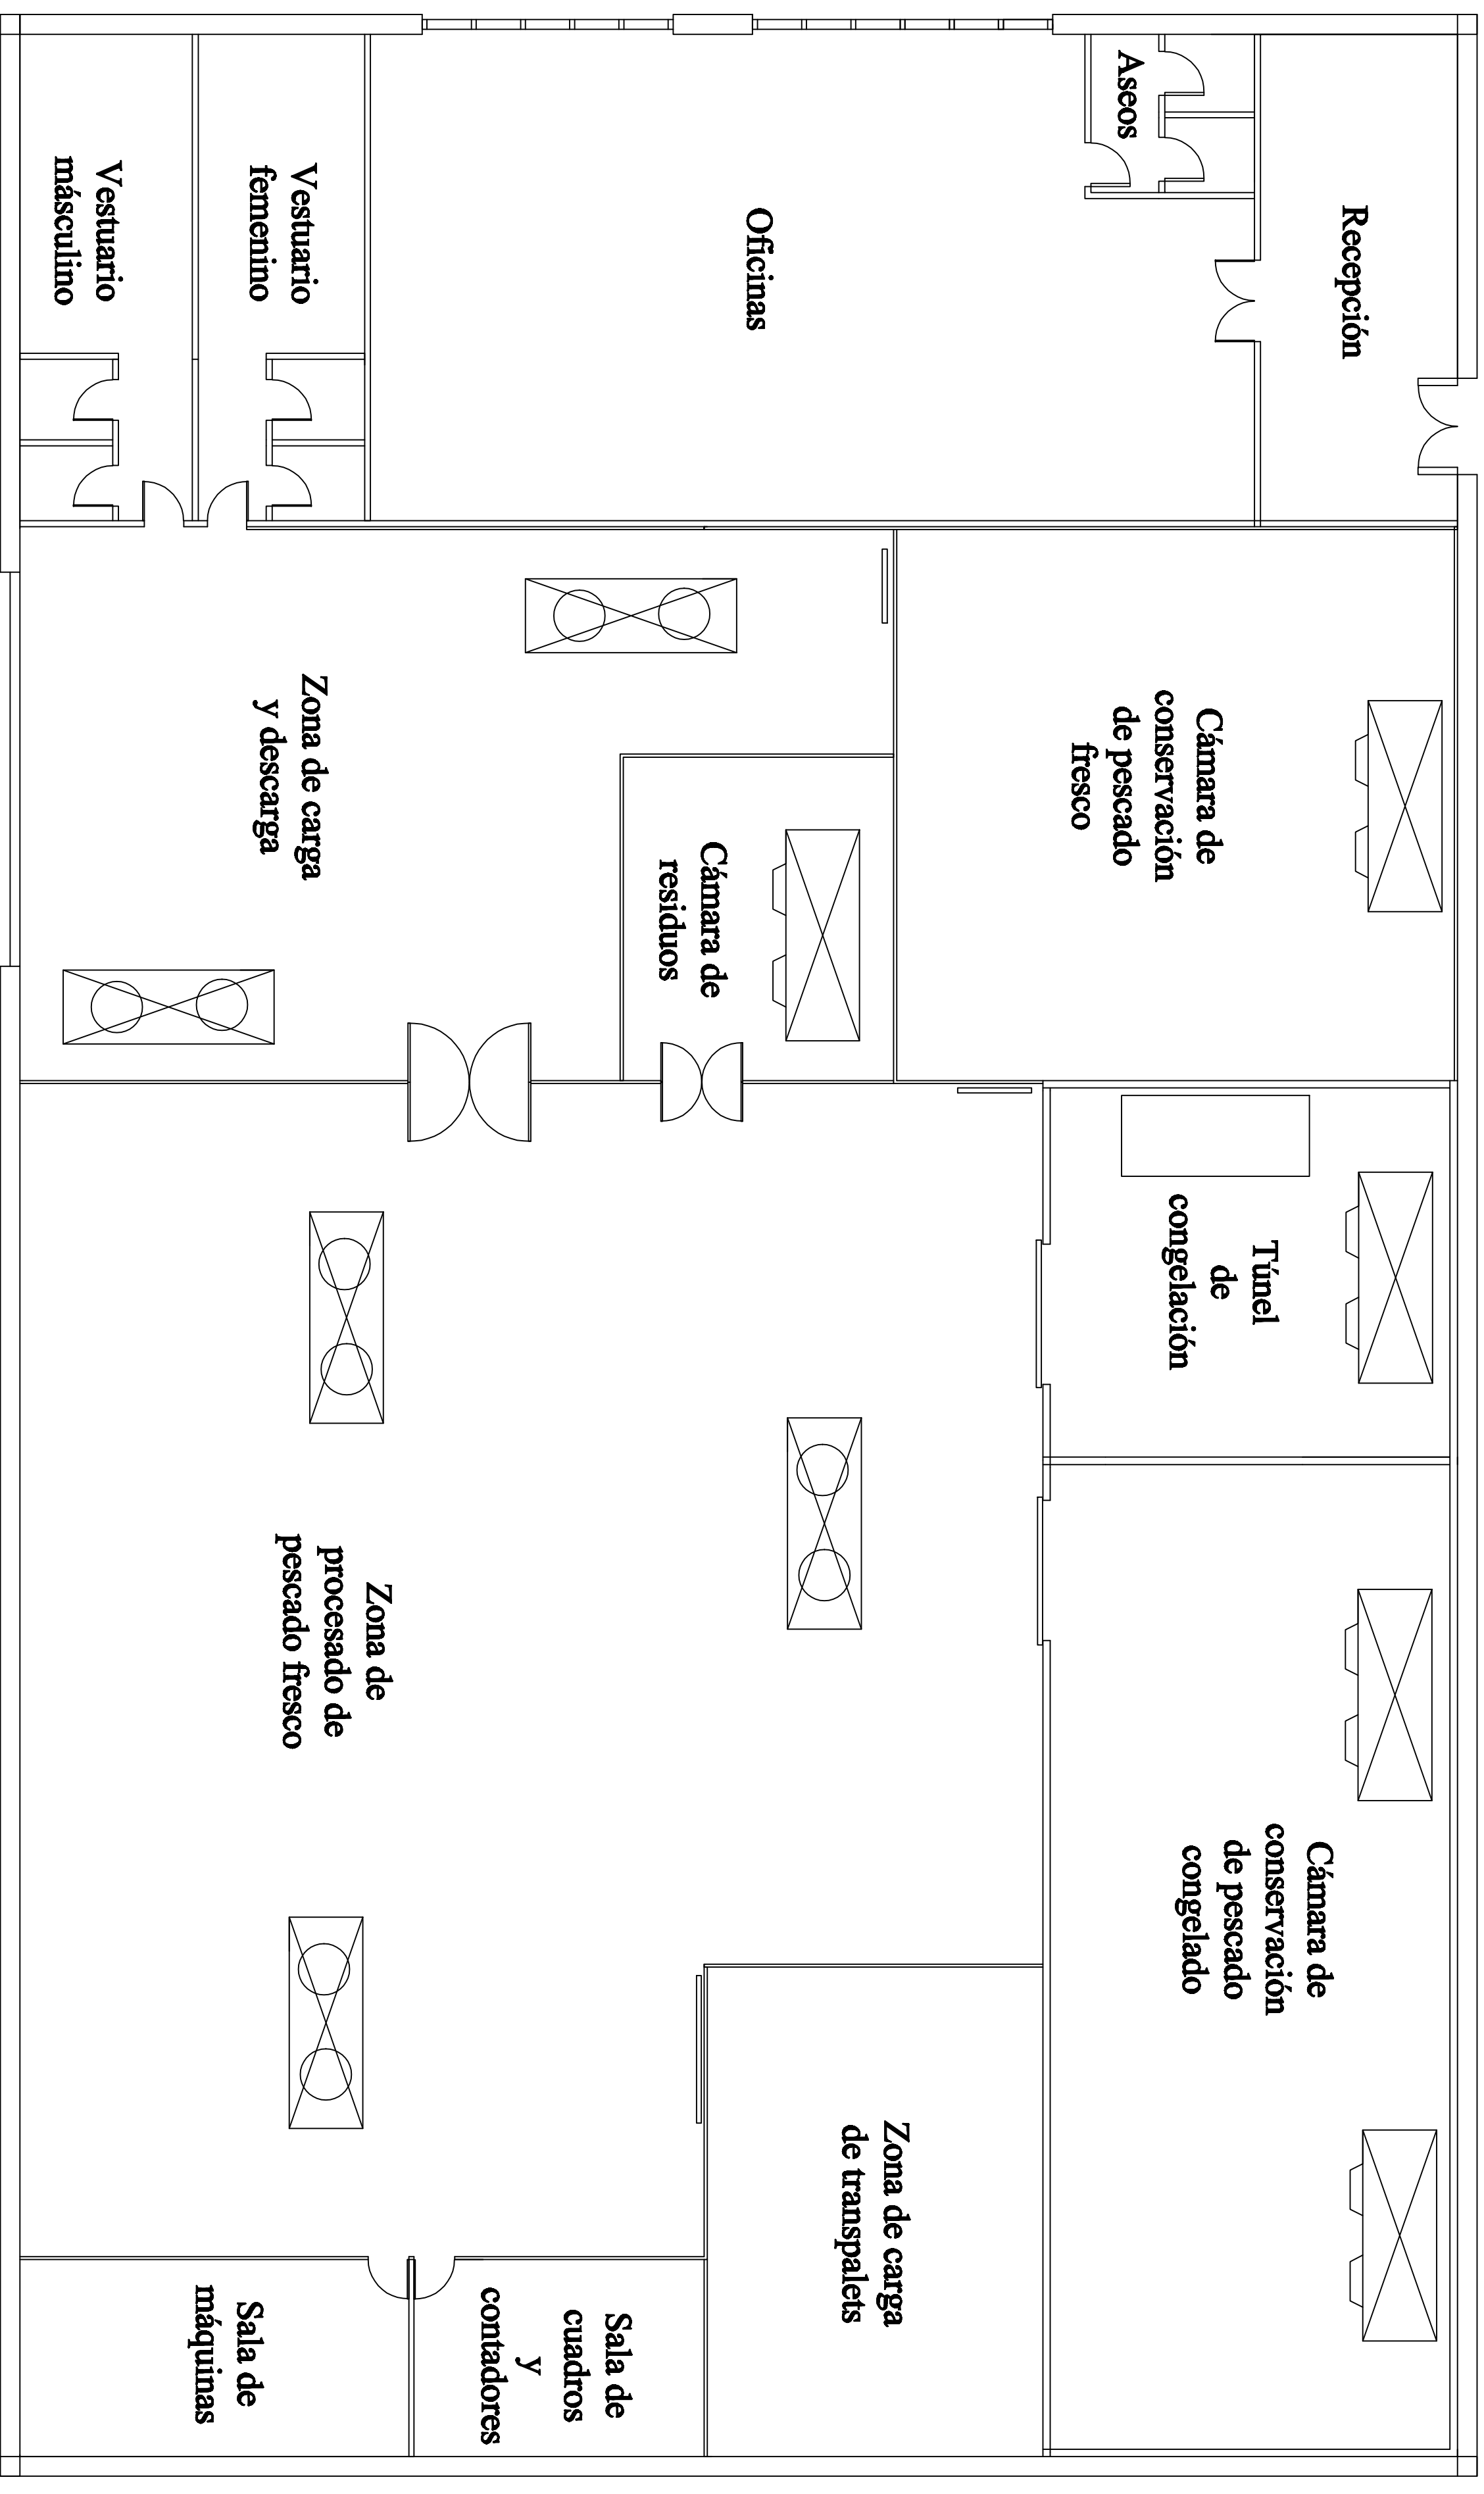 Recepción
Aseos
Oficinas
Vestuario
femenino
Vestuario
másculino
Cámara de
conservación
de pescado
fresco
Cámara de
residuos
Zona de carga
y descarga
Túnel
de
congelación
Cámara de
conservación
de pescado
congelado
Zona de
procesado de
pescado fresco
Zona de carga
de transpalets
Sala de
cuadros
y
contadores
Sala de
máquinas